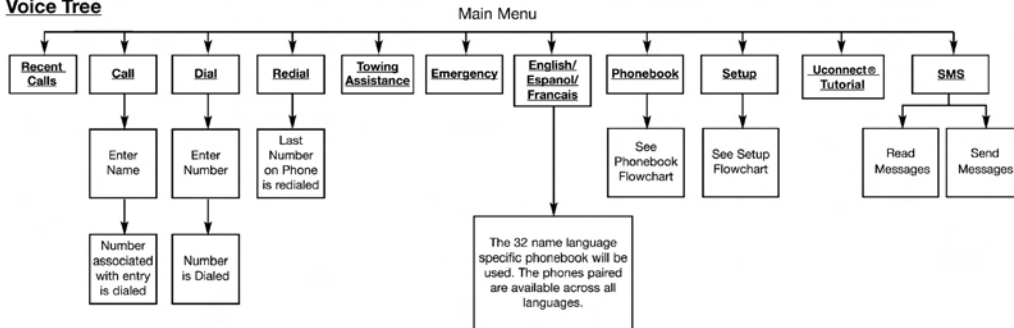 Voice Tree
Main Menu
Recent
Calls
Call
Dial
Redial
Towing
Assistance
Emergency
English/
Espanol/
Francais
Phonebook
Setup
Uconnect®
Tutorial
SMS
Enter
Name
Enter
Number
Last
Number
on Phone
is redialed
See
Phonebook
Flowchart
See Setup
Flowchart
Read
Messages
Send
Messages
Number
associated
with entry
is dialed
Number
is Dialed
The 32 name language
specific phonebook will be
used. The phones paired
are available across all
languages.